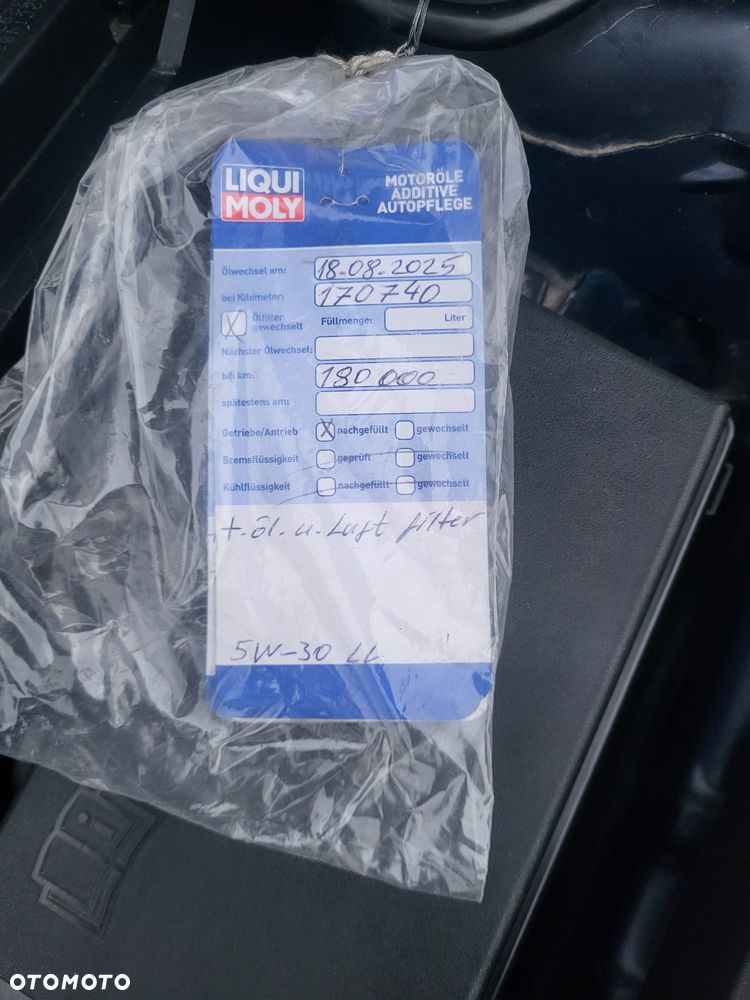 LIQUI
MOLY
MOTORÖLE
ADDITIVE
AUTOPFLEGE
Ölwechsel am: 18-08-2025
bei Kilometer: 170740
X Ölfilter gewechselt Füllmenge: Liter
Nächster Ölwechsel:
bei km: 180 000
spätestens am:
Getriebe/Antrieb X nachgefüllt gewechselt
Bremsflüssigkeit geprüft gewechselt
Kühlflüssigkeit nachgefüllt gewechselt
+. öl. u. Luft filter
5W-30 LL
OTOMOTO